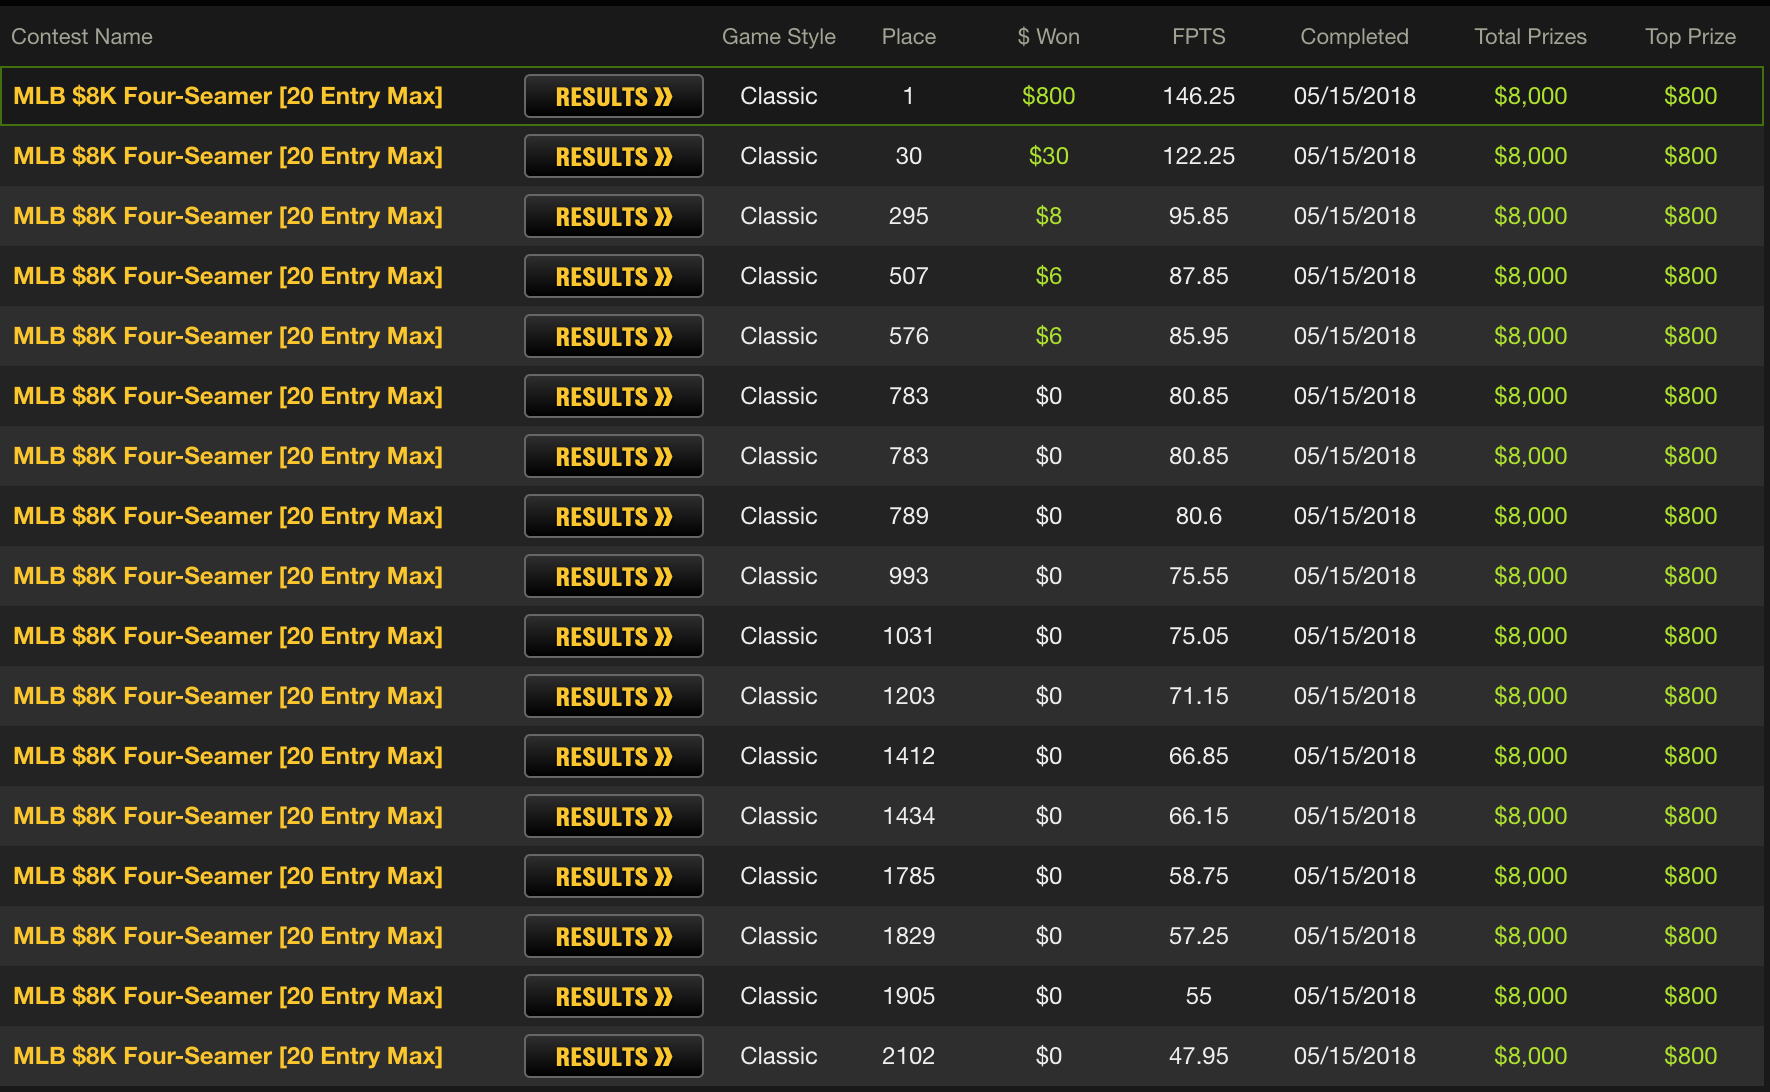 Contest Name Game Style Place $ Won FPTS Completed Total Prizes Top Prize
MLB $8K Four-Seamer [20 Entry Max] RESULTS » Classic 1 $800 146.25 05/15/2018 $8,000 $800
MLB $8K Four-Seamer [20 Entry Max] RESULTS » Classic 30 $30 122.25 05/15/2018 $8,000 $800
MLB $8K Four-Seamer [20 Entry Max] RESULTS » Classic 295 $8 95.85 05/15/2018 $8,000 $800
MLB $8K Four-Seamer [20 Entry Max] RESULTS » Classic 507 $6 87.85 05/15/2018 $8,000 $800
MLB $8K Four-Seamer [20 Entry Max] RESULTS » Classic 576 $6 85.95 05/15/2018 $8,000 $800
MLB $8K Four-Seamer [20 Entry Max] RESULTS » Classic 783 $0 80.85 05/15/2018 $8,000 $800
MLB $8K Four-Seamer [20 Entry Max] RESULTS » Classic 783 $0 80.85 05/15/2018 $8,000 $800
MLB $8K Four-Seamer [20 Entry Max] RESULTS » Classic 789 $0 80.6 05/15/2018 $8,000 $800
MLB $8K Four-Seamer [20 Entry Max] RESULTS » Classic 993 $0 75.55 05/15/2018 $8,000 $800
MLB $8K Four-Seamer [20 Entry Max] RESULTS » Classic 1031 $0 75.05 05/15/2018 $8,000 $800
MLB $8K Four-Seamer [20 Entry Max] RESULTS » Classic 1203 $0 71.15 05/15/2018 $8,000 $800
MLB $8K Four-Seamer [20 Entry Max] RESULTS » Classic 1412 $0 66.85 05/15/2018 $8,000 $800
MLB $8K Four-Seamer [20 Entry Max] RESULTS » Classic 1434 $0 66.15 05/15/2018 $8,000 $800
MLB $8K Four-Seamer [20 Entry Max] RESULTS » Classic 1785 $0 58.75 05/15/2018 $8,000 $800
MLB $8K Four-Seamer [20 Entry Max] RESULTS » Classic 1829 $0 57.25 05/15/2018 $8,000 $800
MLB $8K Four-Seamer [20 Entry Max] RESULTS » Classic 1905 $0 55 05/15/2018 $8,000 $800
MLB $8K Four-Seamer [20 Entry Max] RESULTS » Classic 2102 $0 47.95 05/15/2018 $8,000 $800